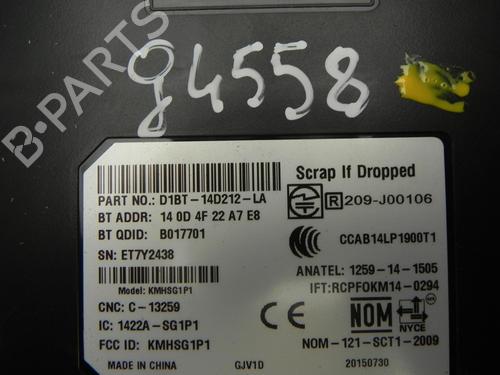 B-PARTS
g4558
Scrap If Dropped
PART NO.: D1BT-14D212-LA
R 209-J00106
BT ADDR: 14 0D 4F 22 A7 E8
BT QDID: B017701
CCAB14LP1900T1
SN: ET7Y2438
ANATEL: 1259-14-1505
Model: KMHSG1P1
IFT:RCPFOKM14-0294
CNC: C-13259
CE
NOM
NYCE
IC: 1422A-SG1P1
NOM-121-SCT1-2009
FCC ID: KMHSG1P1
MADE IN CHINA
GJV1D
20150730